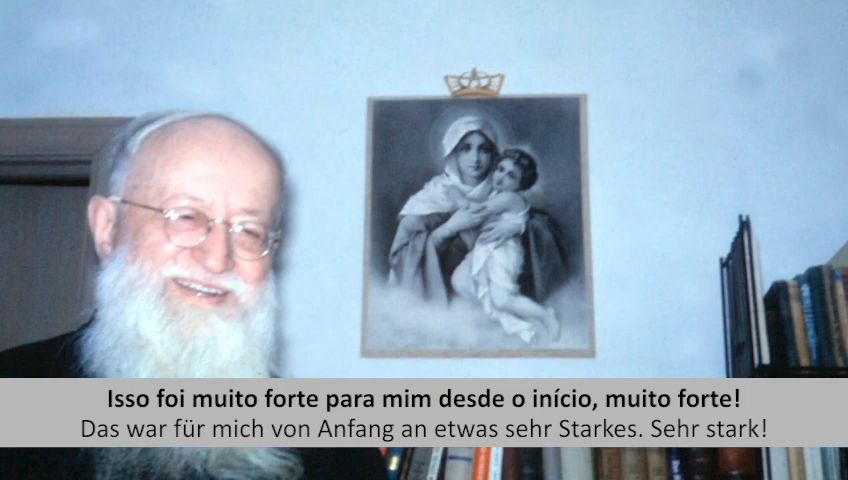 Isso foi muito forte para mim desde o início, muito forte!
Das war für mich von Anfang an etwas sehr Starkes. Sehr stark!